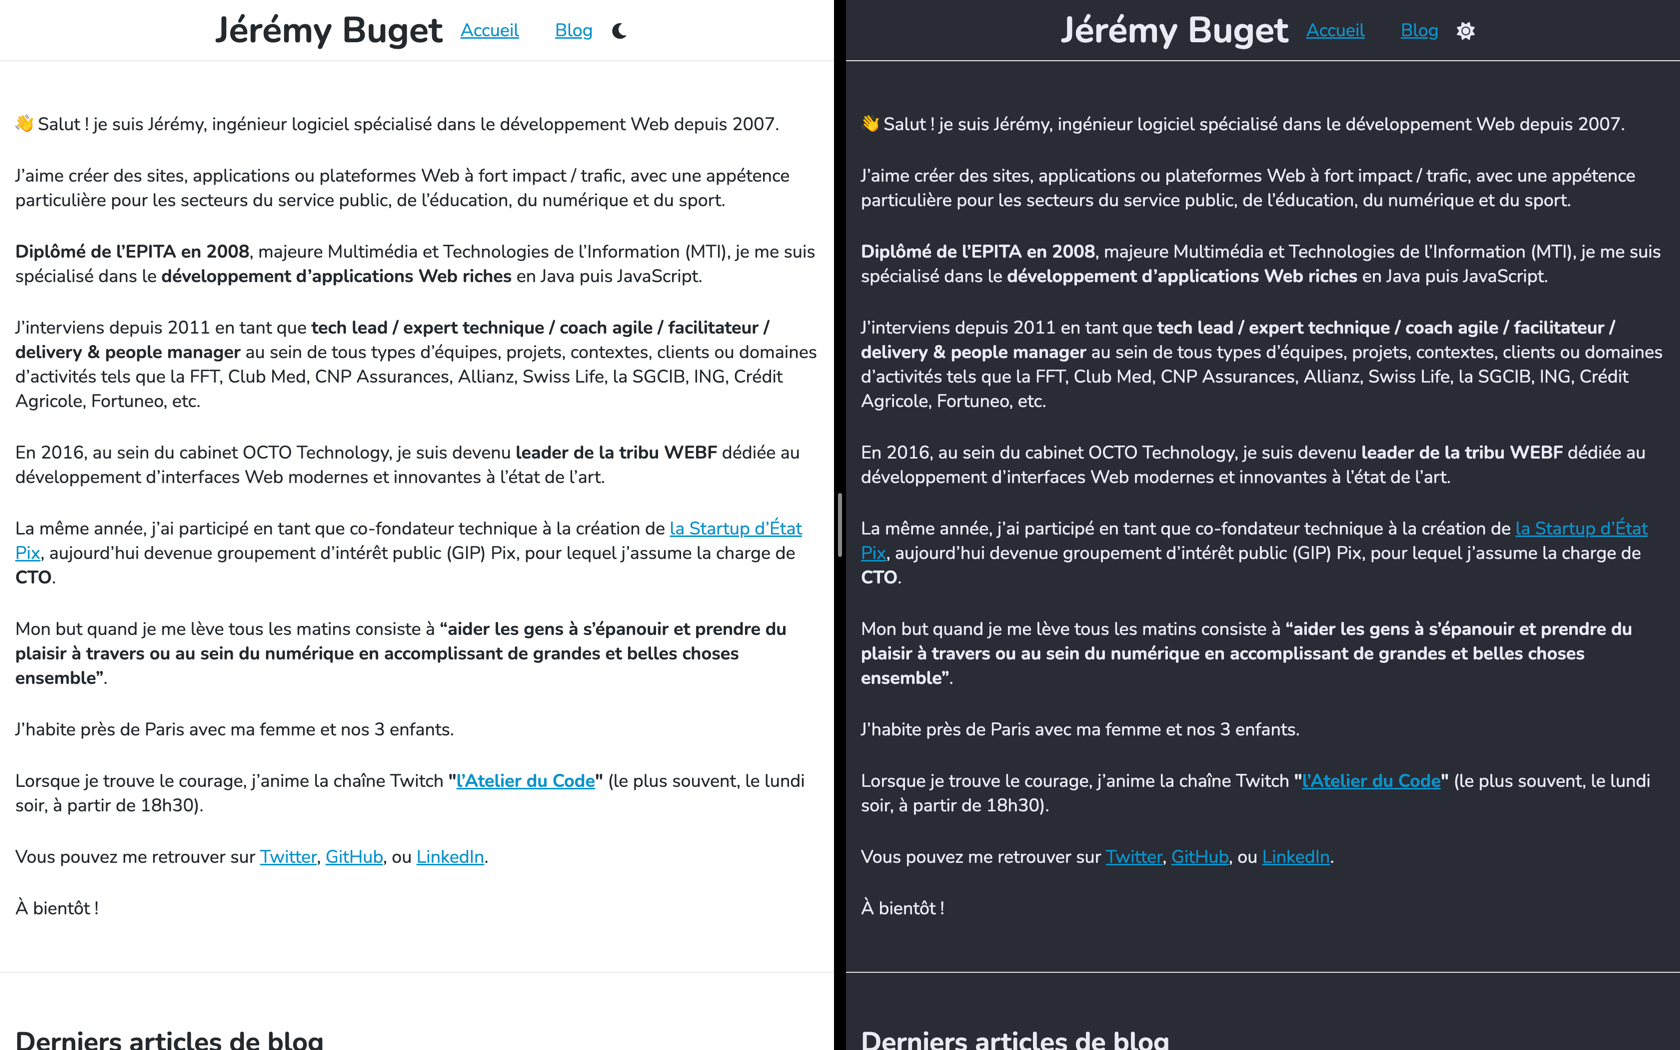 Jérémy Buget Accueil Blog
👋 Salut ! je suis Jérémy, ingénieur logiciel spécialisé dans le développement Web depuis 2007.
J’aime créer des sites, applications ou plateformes Web à fort impact / trafic, avec une appétence
particulière pour les secteurs du service public, de l’éducation, du numérique et du sport.
Diplômé de l’EPITA en 2008, majeure Multimédia et Technologies de l’Information (MTI), je me suis
spécialisé dans le développement d’applications Web riches en Java puis JavaScript.
J’interviens depuis 2011 en tant que tech lead / expert technique / coach agile / facilitateur /
delivery & people manager au sein de tous types d’équipes, projets, contextes, clients ou domaines
d’activités tels que la FFT, Club Med, CNP Assurances, Allianz, Swiss Life, la SGCIB, ING, Crédit
Agricole, Fortuneo, etc.
En 2016, au sein du cabinet OCTO Technology, je suis devenu leader de la tribu WEBF dédiée au
développement d’interfaces Web modernes et innovantes à l’état de l’art.
La même année, j’ai participé en tant que co-fondateur technique à la création de la Startup d’État
Pix, aujourd’hui devenue groupement d’intérêt public (GIP) Pix, pour lequel j’assume la charge de
CTO.
Mon but quand je me lève tous les matins consiste à “aider les gens à s’épanouir et prendre du
plaisir à travers ou au sein du numérique en accomplissant de grandes et belles choses
ensemble”.
J’habite près de Paris avec ma femme et nos 3 enfants.
Lorsque je trouve le courage, j’anime la chaîne Twitch "l’Atelier du Code" (le plus souvent, le lundi
soir, à partir de 18h30).
Vous pouvez me retrouver sur Twitter, GitHub, ou LinkedIn.
À bientôt !
Derniers articles de blog
Jérémy Buget Accueil Blog
👋 Salut ! je suis Jérémy, ingénieur logiciel spécialisé dans le développement Web depuis 2007.
J’aime créer des sites, applications ou plateformes Web à fort impact / trafic, avec une appétence
particulière pour les secteurs du service public, de l’éducation, du numérique et du sport.
Diplômé de l’EPITA en 2008, majeure Multimédia et Technologies de l’Information (MTI), je me suis
spécialisé dans le développement d’applications Web riches en Java puis JavaScript.
J’interviens depuis 2011 en tant que tech lead / expert technique / coach agile / facilitateur /
delivery & people manager au sein de tous types d’équipes, projets, contextes, clients ou domaines
d’activités tels que la FFT, Club Med, CNP Assurances, Allianz, Swiss Life, la SGCIB, ING, Crédit
Agricole, Fortuneo, etc.
En 2016, au sein du cabinet OCTO Technology, je suis devenu leader de la tribu WEBF dédiée au
développement d’interfaces Web modernes et innovantes à l’état de l’art.
La même année, j’ai participé en tant que co-fondateur technique à la création de la Startup d’État
Pix, aujourd’hui devenue groupement d’intérêt public (GIP) Pix, pour lequel j’assume la charge de
CTO.
Mon but quand je me lève tous les matins consiste à “aider les gens à s’épanouir et prendre du
plaisir à travers ou au sein du numérique en accomplissant de grandes et belles choses
ensemble”.
J’habite près de Paris avec ma femme et nos 3 enfants.
Lorsque je trouve le courage, j’anime la chaîne Twitch "l’Atelier du Code" (le plus souvent, le lundi
soir, à partir de 18h30).
Vous pouvez me retrouver sur Twitter, GitHub, ou LinkedIn.
À bientôt !
Derniers articles de blog